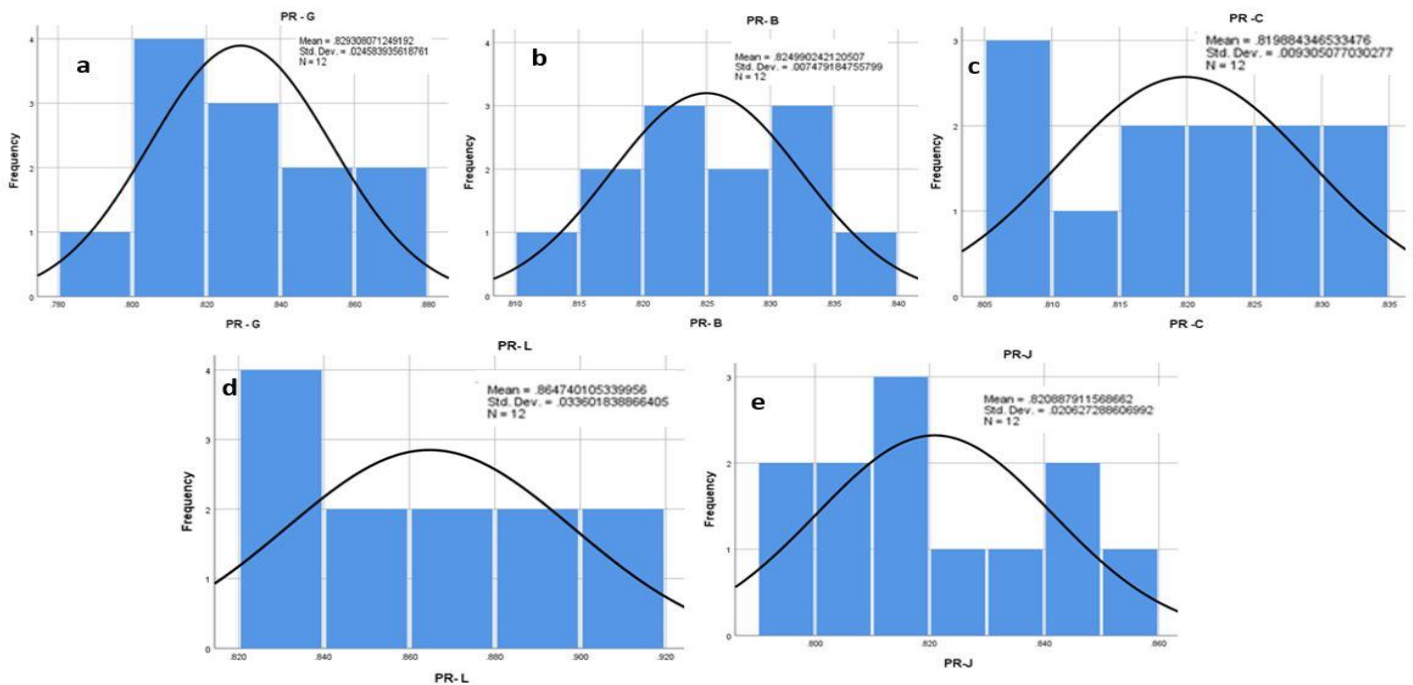 PR - G
a
Mean = .829308071249192
Std. Dev. = .024583935618761
N = 12
Frequency
4
3
2
1
0
.780 .800 .820 .840 .860 .880
PR - G
PR- B
b
Mean = .824990242120507
Std. Dev. = .007479184755799
N = 12
Frequency
4
3
2
1
0
.810 .815 .820 .825 .830 .835 .840
PR- B
PR -C
c
Mean = .819884346533476
Std. Dev. = .009305077030277
N = 12
Frequency
3
2
1
0
.805 .810 .815 .820 .825 .830 .835
PR -C
PR- L
d
Mean = .864740105339956
Std. Dev. = .033601838866405
N = 12
Frequency
4
3
2
1
0
.820 .840 .860 .880 .900 .920
PR- L
PR-J
e
Mean = .820887911568662
Std. Dev. = .020627288606992
N = 12
Frequency
3
2
1
0
.800 .820 .840 .860
PR-J